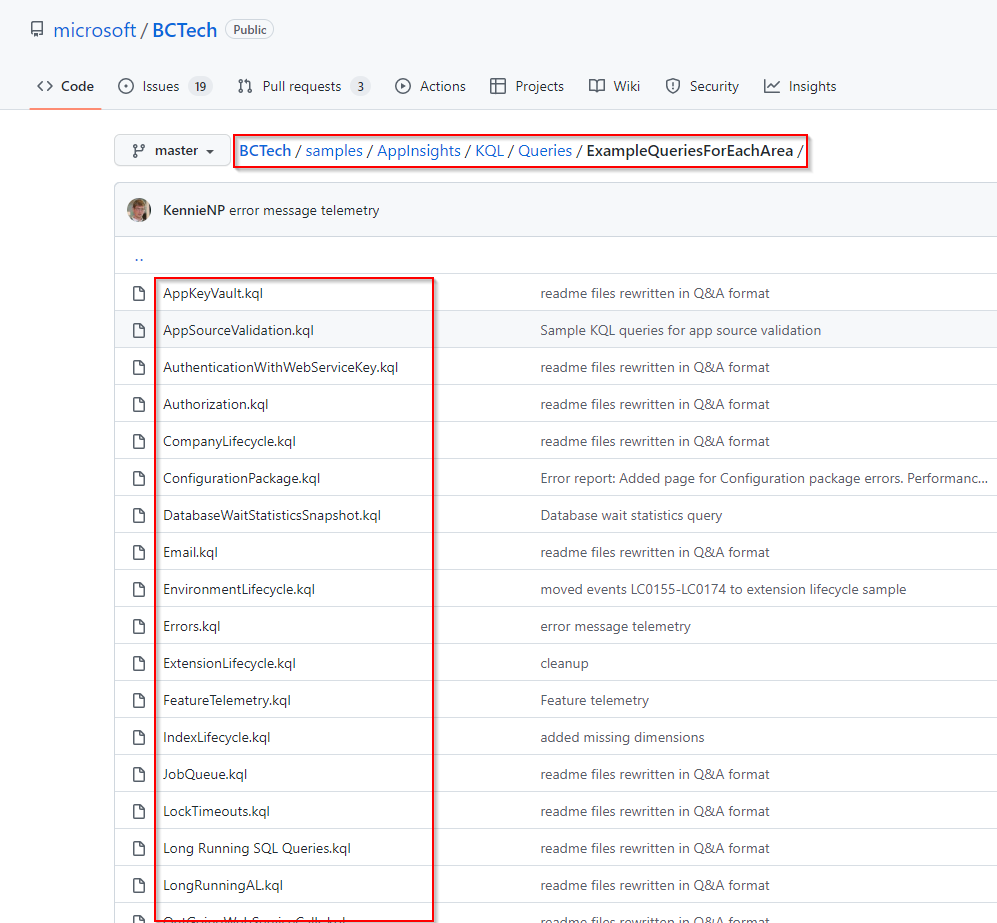 microsoft / BCTech Public
Code Issues 19 Pull requests 3 Actions Projects Wiki Security Insights
master BCTech / samples / AppInsights / KQL / Queries / ExampleQueriesForEachArea /
KennieNP error message telemetry
..
AppKeyVault.kql readme files rewritten in Q&A format
AppSourceValidation.kql Sample KQL queries for app source validation
AuthenticationWithWebServiceKey.kql readme files rewritten in Q&A format
Authorization.kql readme files rewritten in Q&A format
CompanyLifecycle.kql readme files rewritten in Q&A format
ConfigurationPackage.kql Error report: Added page for Configuration package errors. Performanc...
DatabaseWaitStatisticsSnapshot.kql Database wait statistics query
Email.kql readme files rewritten in Q&A format
EnvironmentLifecycle.kql moved events LC0155-LC0174 to extension lifecycle sample
Errors.kql error message telemetry
ExtensionLifecycle.kql cleanup
FeatureTelemetry.kql Feature telemetry
IndexLifecycle.kql added missing dimensions
JobQueue.kql readme files rewritten in Q&A format
LockTimeouts.kql readme files rewritten in Q&A format
Long Running SQL Queries.kql readme files rewritten in Q&A format
LongRunningAL.kql readme files rewritten in Q&A format